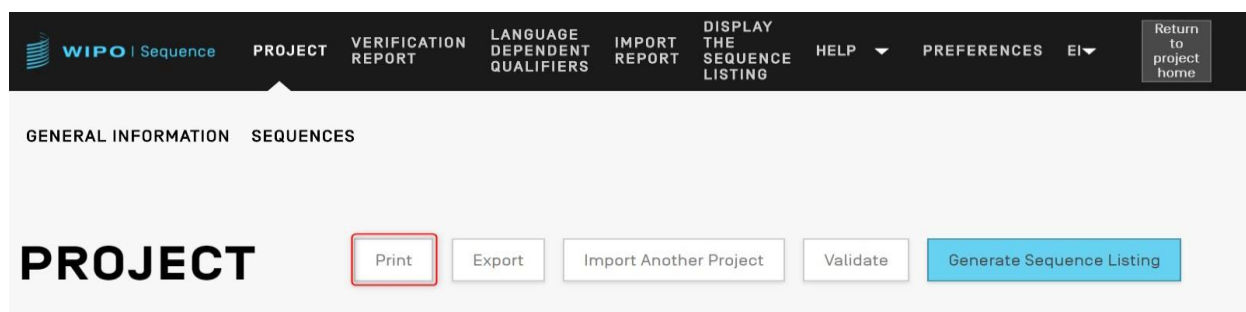 WIPO | Sequence
PROJECT
VERIFICATION
REPORT
LANGUAGE
DEPENDENT
QUALIFIERS
IMPORT
REPORT
DISPLAY
THE
SEQUENCE
LISTING
HELP
PREFERENCES
EI
Return
to
project
home
GENERAL INFORMATION SEQUENCES
PROJECT
Print
Export
Import Another Project
Validate
Generate Sequence Listing